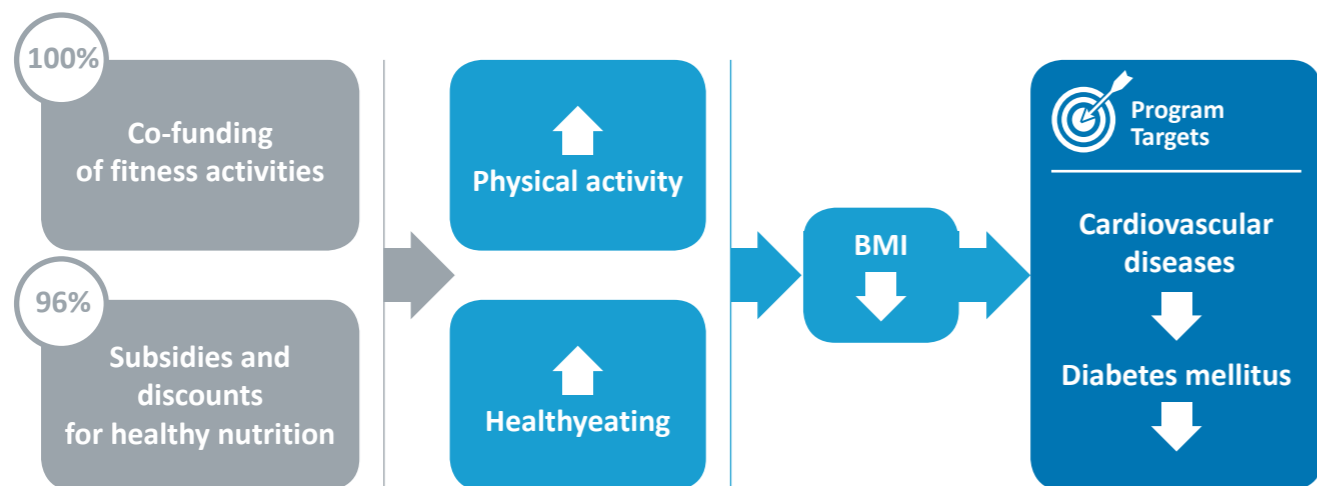 100%
Co-funding
of fitness activities
96%
Subsidies and
discounts
for healthy nutrition
Physical activity
Healthyeating
BMI
Program
Targets
Cardiovascular
diseases
Diabetes mellitus